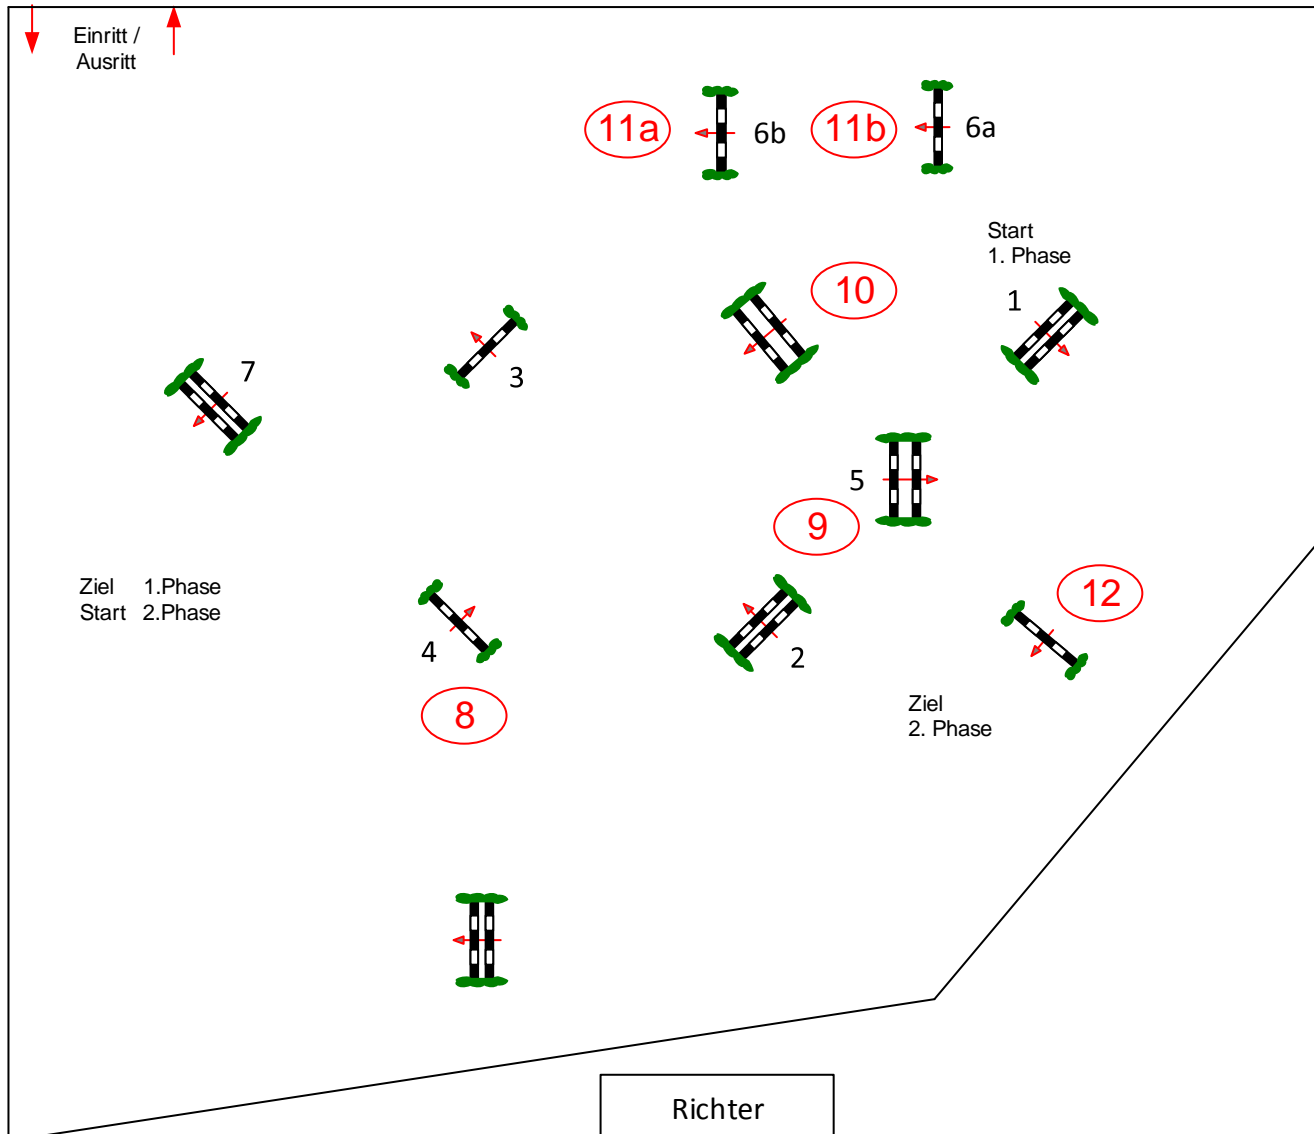 Einritt /
Ausritt
11a
6b
11b
6a
Start
1. Phase
10
1
7
3
5
9
Ziel 1.Phase
Start 2.Phase
12
4
2
8
Ziel
2. Phase
Richter